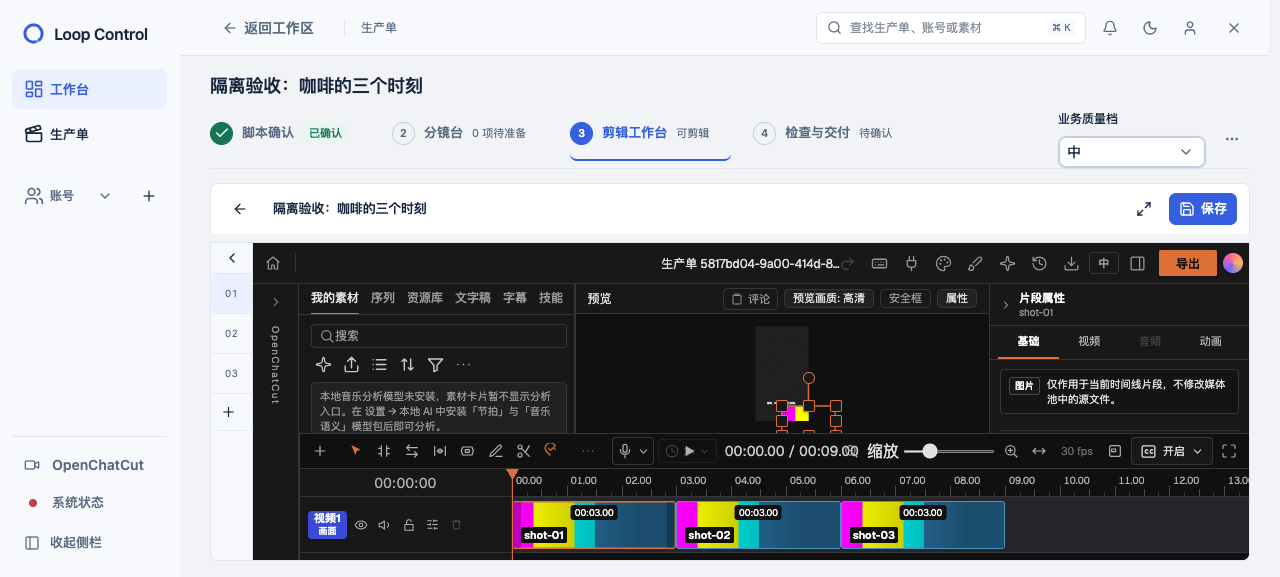 Loop Control
返回工作区
生产单
查找生产单、账号或素材
⌘ K
工作台
生产单
账号
OpenChatCut
系统状态
收起侧栏
隔离验收：咖啡的三个时刻
脚本确认 已确认
2 分镜台 0 项待准备
3 剪辑工作台 可剪辑
4 检查与交付 待确认
业务质量档
中
隔离验收：咖啡的三个时刻
保存
01
02
03
OpenChatCut
生产单 5817bd04-9a00-414d-8...
中
导出
我的素材 序列 资源库 文字稿 字幕 技能
搜索
本地音乐分析模型未安装，素材卡片暂不显示分析
入口。在 设置 → 本地 AI 中安装「节拍」与「音乐
语义」模型包后即可分析。
预览
评论
预览画质: 高清
安全框
属性
片段属性
shot-01
基础 视频 音频 动画
图片 仅作用于当前时间线片段，不修改媒体
池中的源文件。
00:00.00 / 00:09.00
缩放
30 fps
开启
00:00:00
00.00 01.00 02.00 03.00 04.00 05.00 06.00 07.00 08.00 09.00 10.00 11.00 12.00 13.0
视频1
画面
00:03.00
shot-01
00:03.00
shot-02
00:03.00
shot-03